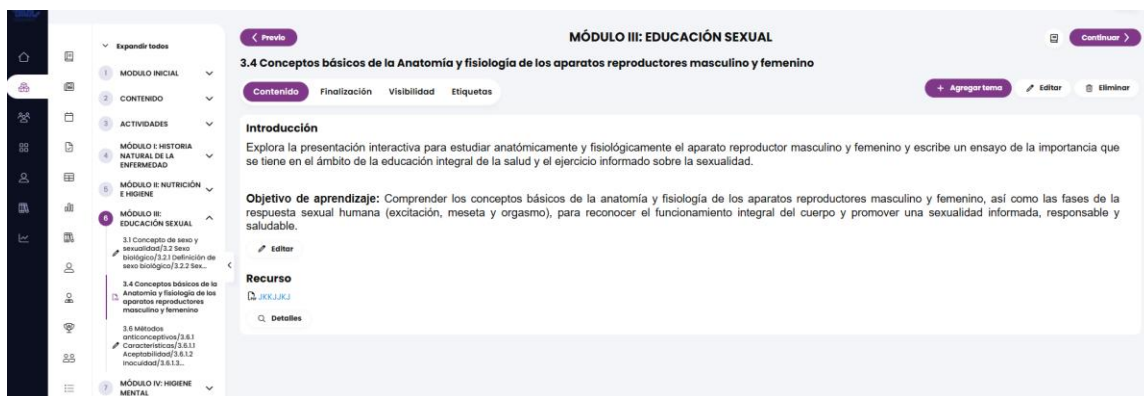 Previo
MÓDULO III: EDUCACIÓN SEXUAL
Continuar
3.4 Conceptos básicos de la Anatomía y fisiología de los aparatos reproductores masculino y femenino
Contenido Finalización Visibilidad Etiquetas
+ Agregar tema Editar Eliminar
Expandir todos
1 MODULO INICIAL
2 CONTENIDO
3 ACTIVIDADES
4 MÓDULO I: HISTORIA
NATURAL DE LA
ENFERMEDAD
5 MÓDULO II: NUTRICIÓN
E HIGIENE
6 MÓDULO III:
EDUCACIÓN SEXUAL
3.1 Concepto de sexo y
sexualidad/3.2 Sexo
biológico/3.2.1 Definición de
sexo biológico/3.2.2 Sex...
3.4 Conceptos básicos de la
Anatomía y fisiología de los
aparatos reproductores
masculino y femenino
3.6 Métodos
anticonceptivos/3.6.1
Características/3.6.1.1
Aceptabilidad/3.6.1.2
Inocuidad/3.6.1.3...
7 MÓDULO IV: HIGIENE
MENTAL
Introducción
Explora la presentación interactiva para estudiar anatómicamente y fisiológicamente el aparato reproductor masculino y femenino y escribe un ensayo de la importancia que
se tiene en el ámbito de la educación integral de la salud y el ejercicio informado sobre la sexualidad.
Objetivo de aprendizaje: Comprender los conceptos básicos de la anatomía y fisiología de los aparatos reproductores masculino y femenino, así como las fases de la
respuesta sexual humana (excitación, meseta y orgasmo), para reconocer el funcionamiento integral del cuerpo y promover una sexualidad informada, responsable y
saludable.
Editar
Recurso
JKKJJKJ
Detalles